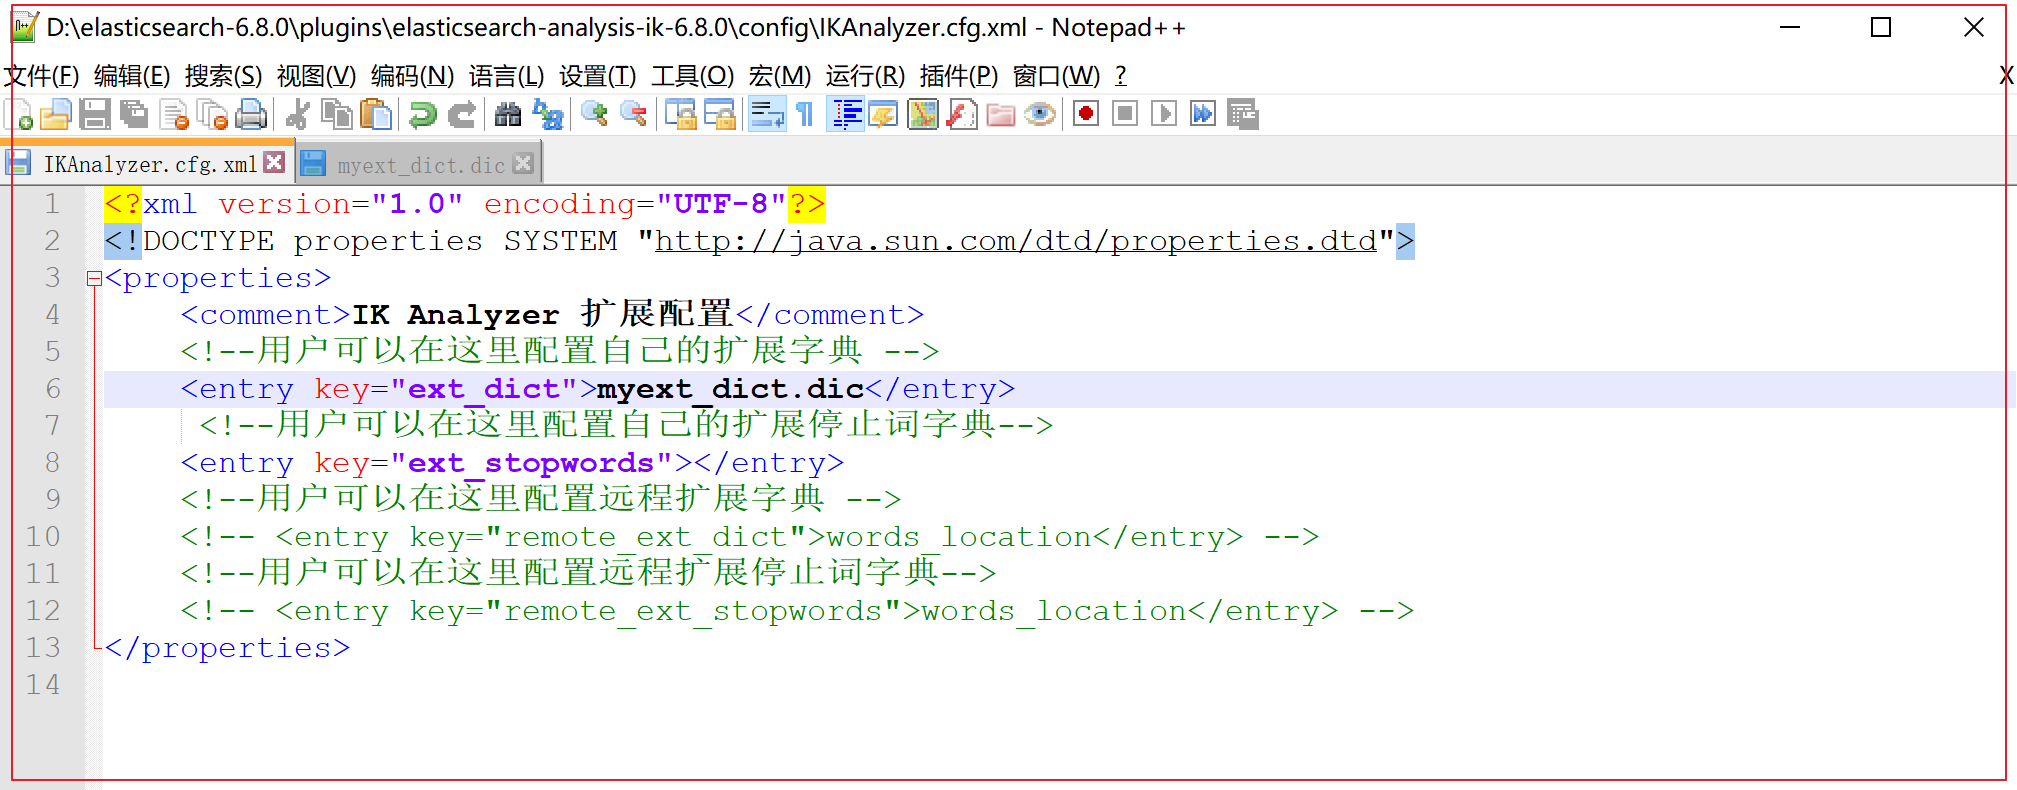 D:\elasticsearch-6.8.0\plugins\elasticsearch-analysis-ik-6.8.0\config\IKAnalyzer.cfg.xml - Notepad++
文件(F) 编辑(E) 搜索(S) 视图(V) 编码(N) 语言(L) 设置(T) 工具(O) 宏(M) 运行(R) 插件(P) 窗口(W) ? X
IKAnalyzer.cfg.xml myext_dict.dic
1 <?xml version="1.0" encoding="UTF-8"?>
2 <!DOCTYPE properties SYSTEM "http://java.sun.com/dtd/properties.dtd">
3 <properties>
4 <comment>IK Analyzer 扩展配置</comment>
5 <!--用户可以在这里配置自己的扩展字典 -->
6 <entry key="ext_dict">myext_dict.dic</entry>
7 <!--用户可以在这里配置自己的扩展停止词字典-->
8 <entry key="ext_stopwords"></entry>
9 <!--用户可以在这里配置远程扩展字典 -->
10 <!-- <entry key="remote_ext_dict">words_location</entry> -->
11 <!--用户可以在这里配置远程扩展停止词字典-->
12 <!-- <entry key="remote_ext_stopwords">words_location</entry> -->
13 </properties>
14